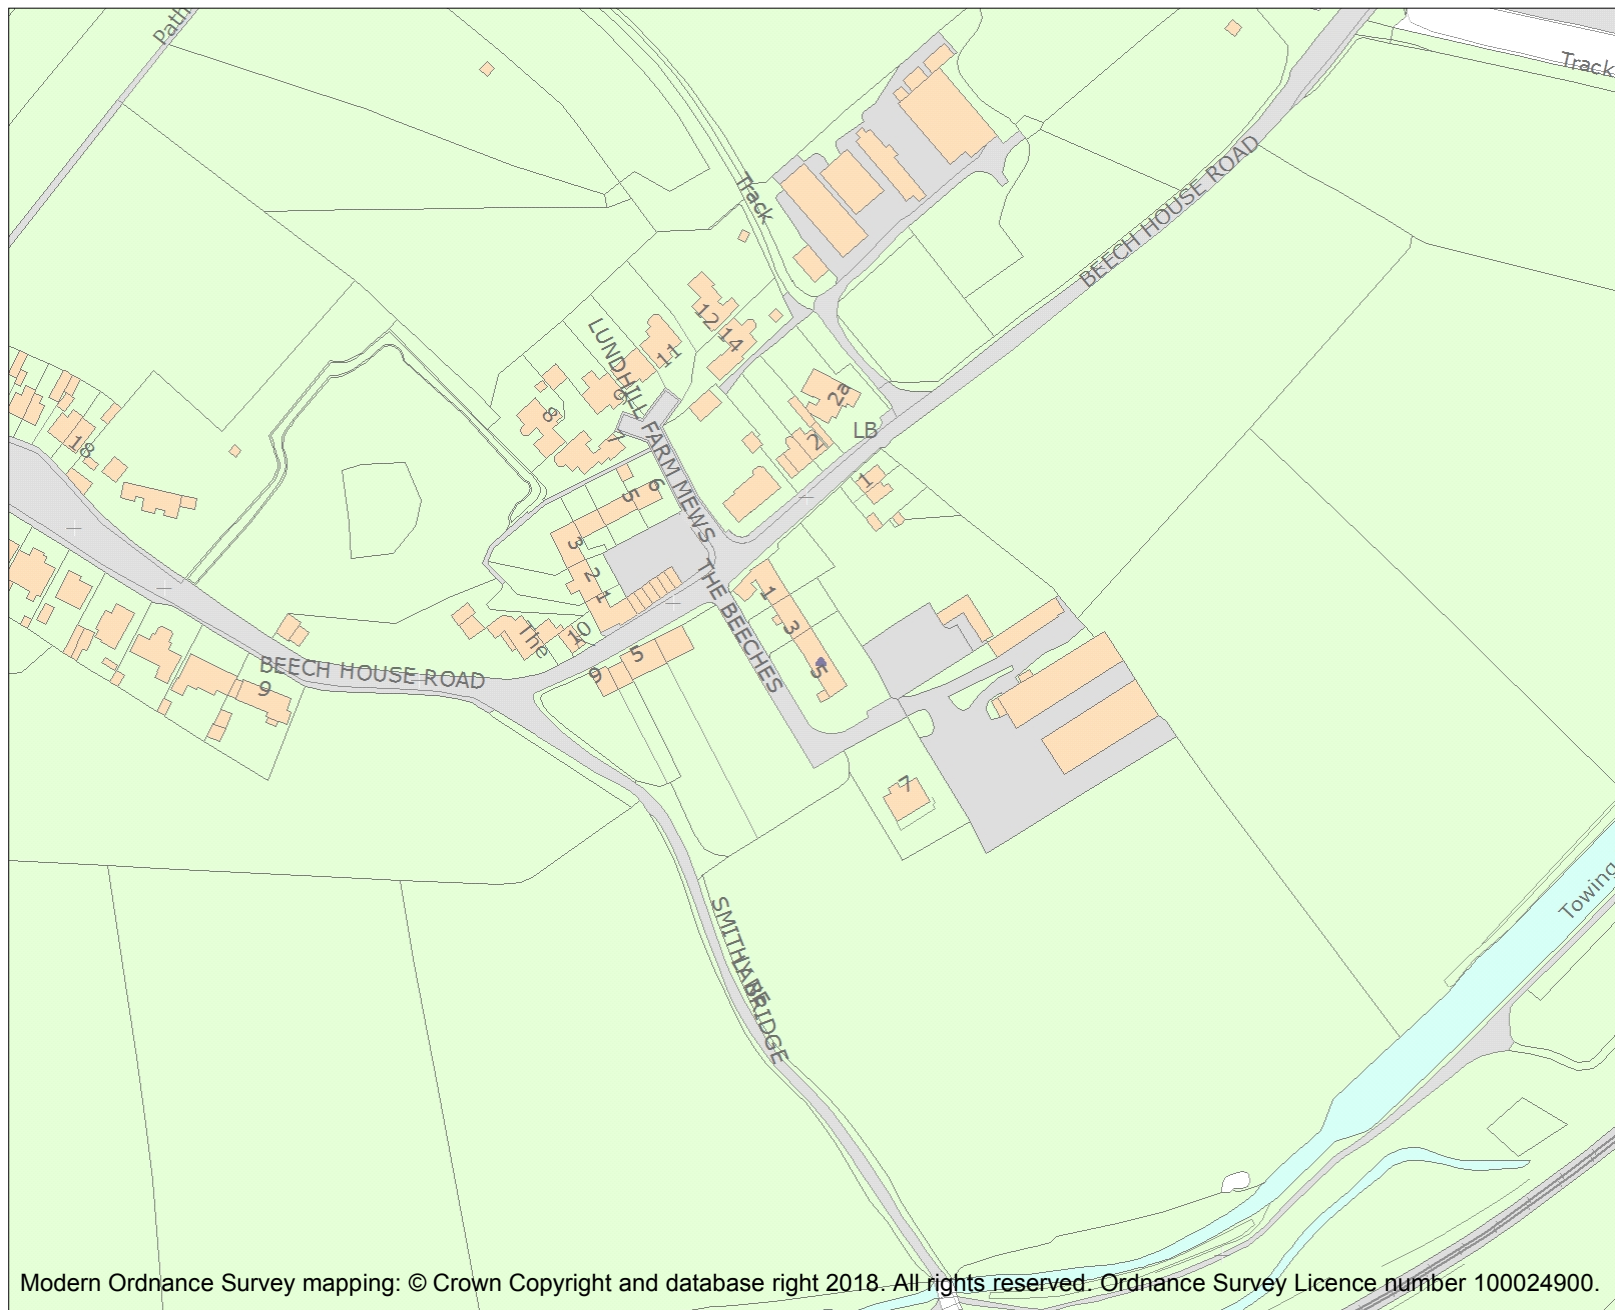 Path
Track
Track
BEECH HOUSE ROAD
12
14
11
LUNDHILL FARM MEWS
8
7
2a
LB
2
18
6
5
1
3
2
1
THE BEECHES
1
The
10
3
5
BEECH HOUSE ROAD
9
5
9
7
Towing
SMITHY BRIDGE
LANE
Modern Ordnance Survey mapping: © Crown Copyright and database right 2018. All rights reserved. Ordnance Survey Licence number 100024900.